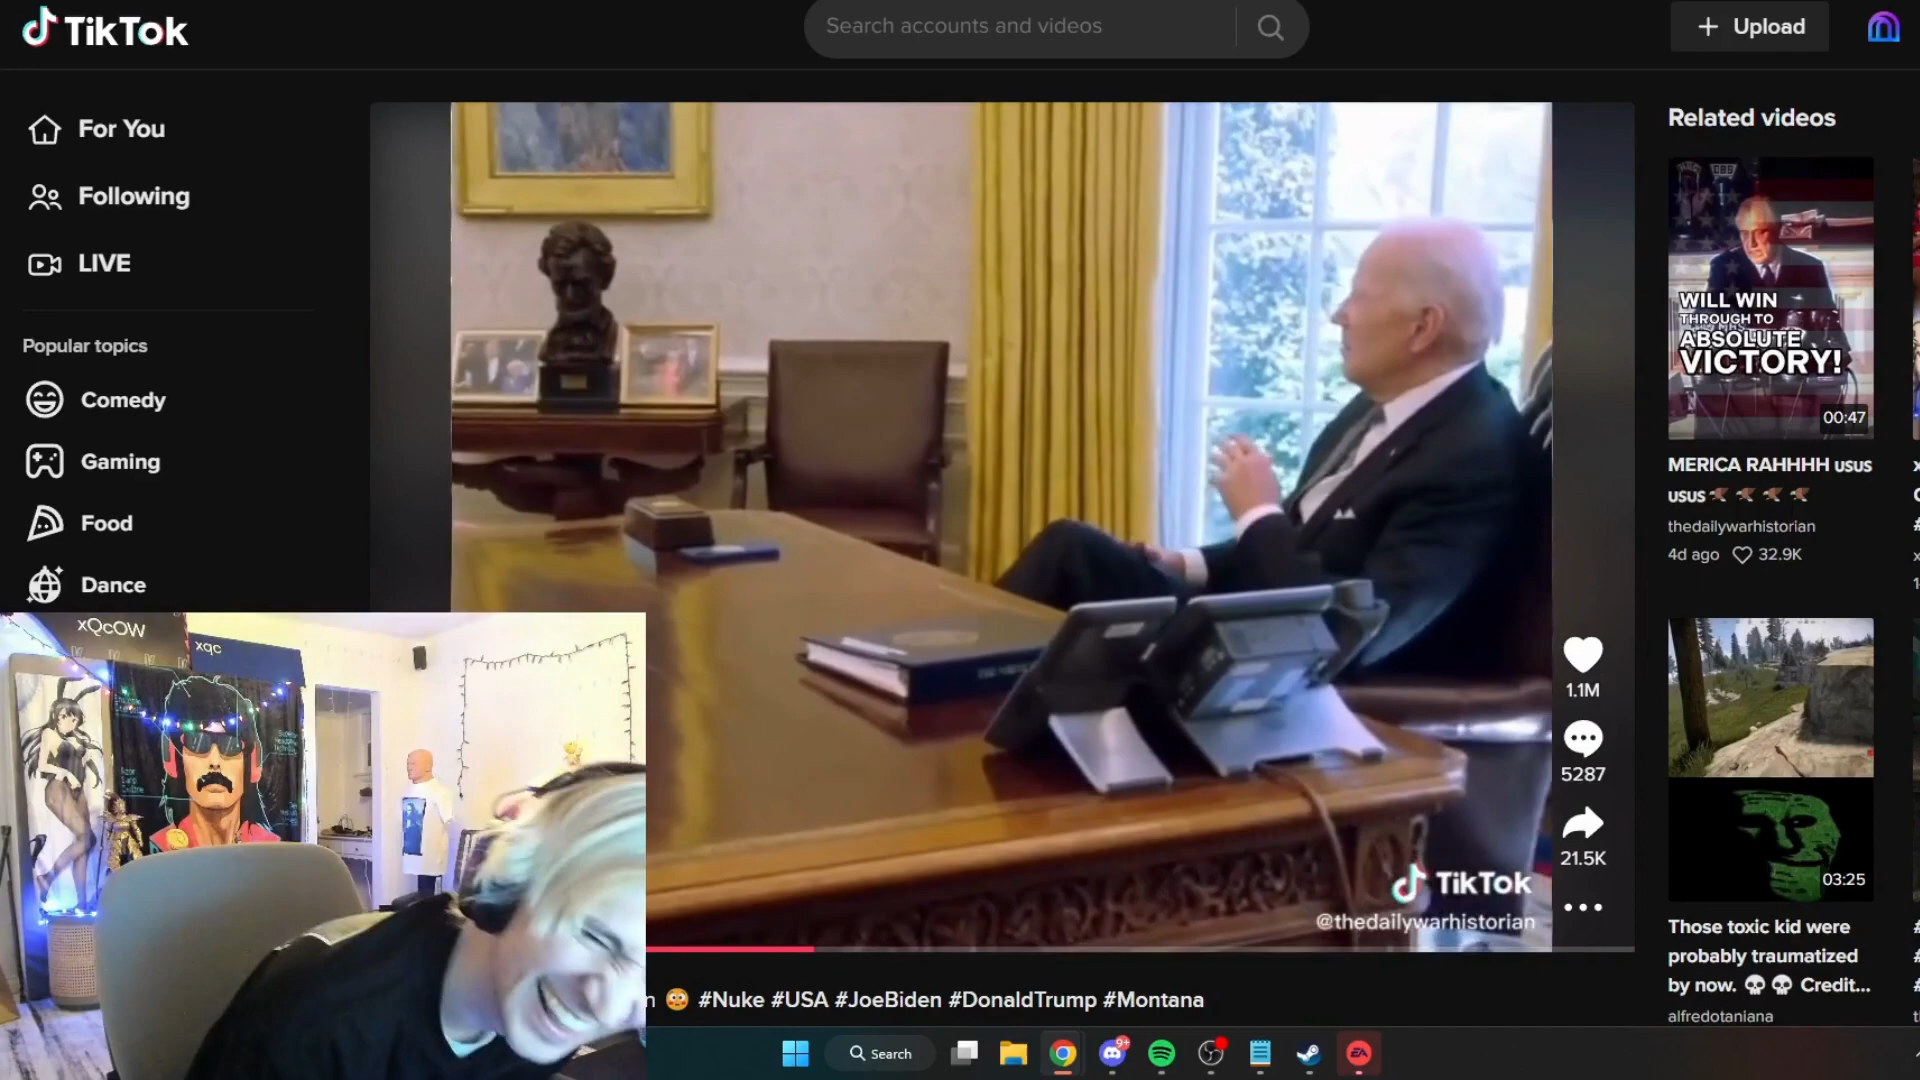 TikTok
Search accounts and videos
Upload
For You
Following
LIVE
Popular topics
Comedy
Gaming
Food
Dance
xQcOW
xqc
1.1M
5287
21.5K
TikTok
@thedailywarhistorian
#Nuke #USA #JoeBiden #DonaldTrump #Montana
Related videos
WILL WIN
THROUGH TO
ABSOLUTE
VICTORY!
00:47
MERICA RAHHHH usus
usus
thedailywarhistorian
4d ago 32.9K
03:25
Those toxic kid were
probably traumatized
by now. 💀💀 Credit...
alfredotaniana
Search
9+
EA